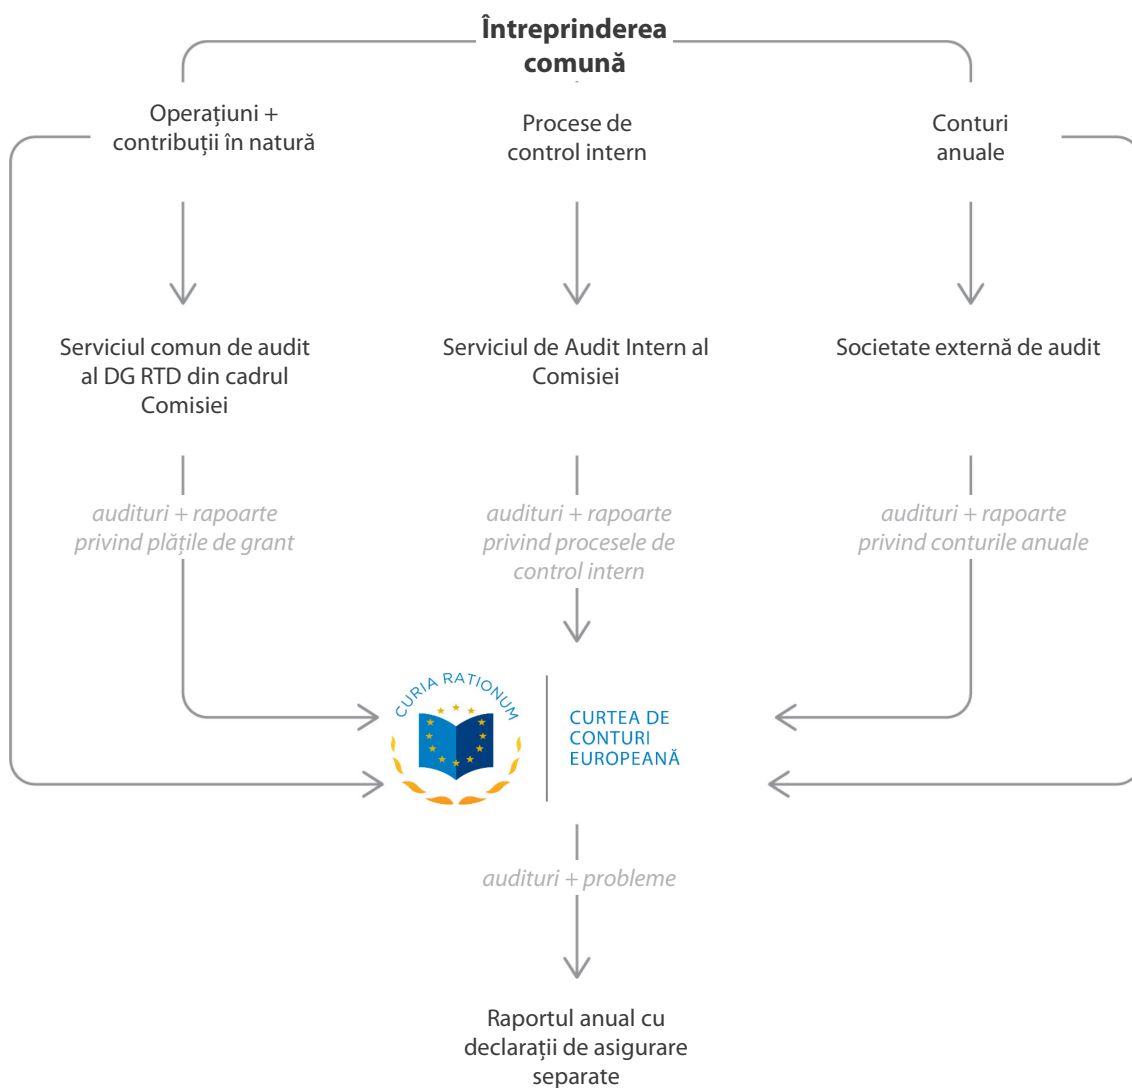 Întreprinderea
comună
Operațiuni +
contribuții în natură
Procese de
control intern
Conturi
anuale
Serviciul comun de audit
al DG RTD din cadrul
Comisiei
Serviciul de Audit Intern al
Comisiei
Societate externă de audit
audituri + rapoarte
privind plățile de grant
audituri + rapoarte
privind procesele de
control intern
audituri + rapoarte
privind conturile anuale
CURIA RATIONUM
CURTEA DE
CONTURI
EUROPEANĂ
audituri + probleme
Raportul anual cu
declarații de asigurare
separate